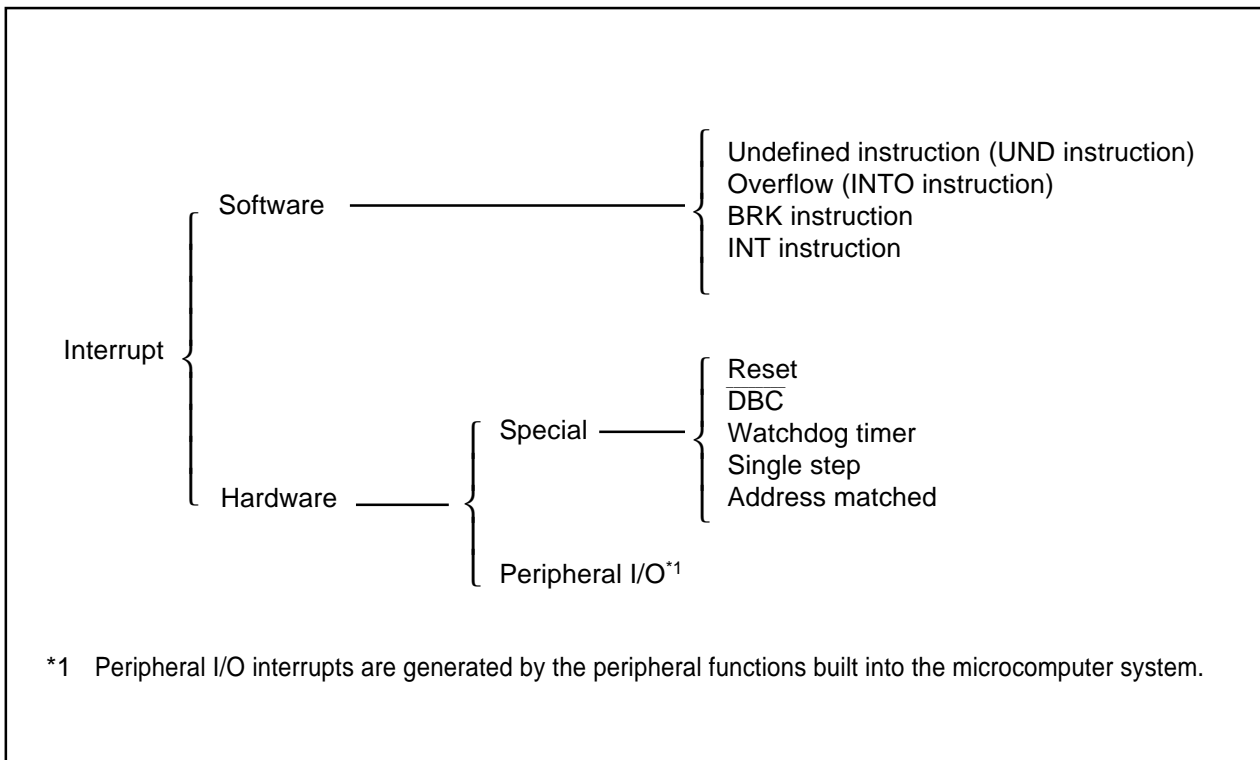 Interrupt
Software
Undefined instruction (UND instruction)
Overflow (INTO instruction)
BRK instruction
INT instruction
Hardware
Special
Reset
D̅B̅C̅
Watchdog timer
Single step
Address matched
Peripheral I/O*1
*1 Peripheral I/O interrupts are generated by the peripheral functions built into the microcomputer system.